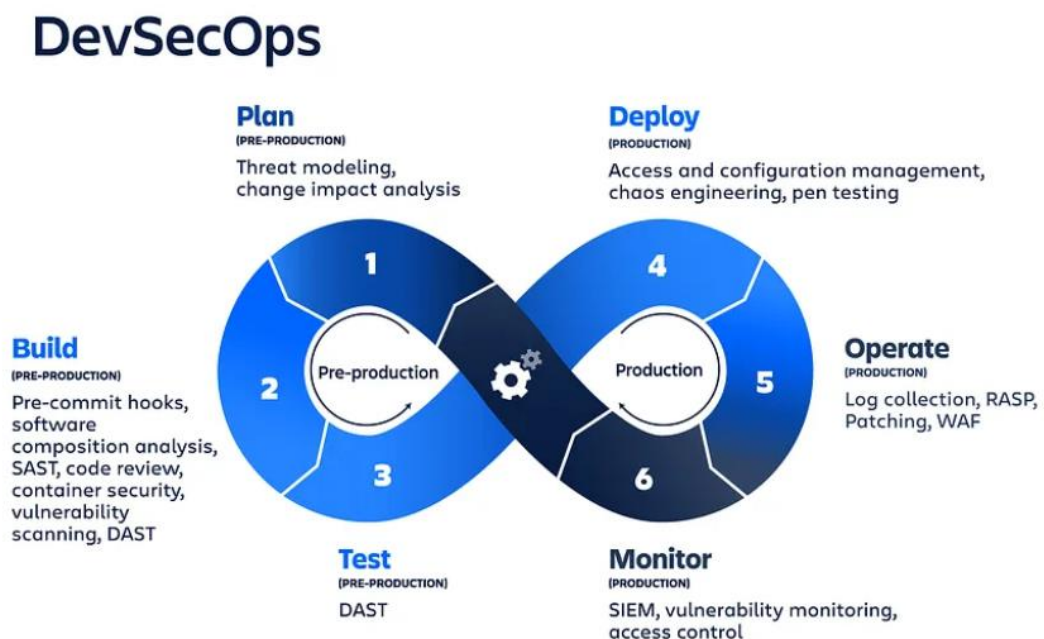 DevSecOps
Plan
(PRE-PRODUCTION)
Threat modeling,
change impact analysis
Deploy
(PRODUCTION)
Access and configuration management,
chaos engineering, pen testing
1
4
Build
(PRE-PRODUCTION)
Pre-commit hooks,
software
composition analysis,
SAST, code review,
container security,
vulnerability
scanning, DAST
2
Pre-production
Production
5
Operate
(PRODUCTION)
Log collection, RASP,
Patching, WAF
3
6
Test
(PRE-PRODUCTION)
DAST
Monitor
(PRODUCTION)
SIEM, vulnerability monitoring,
access control